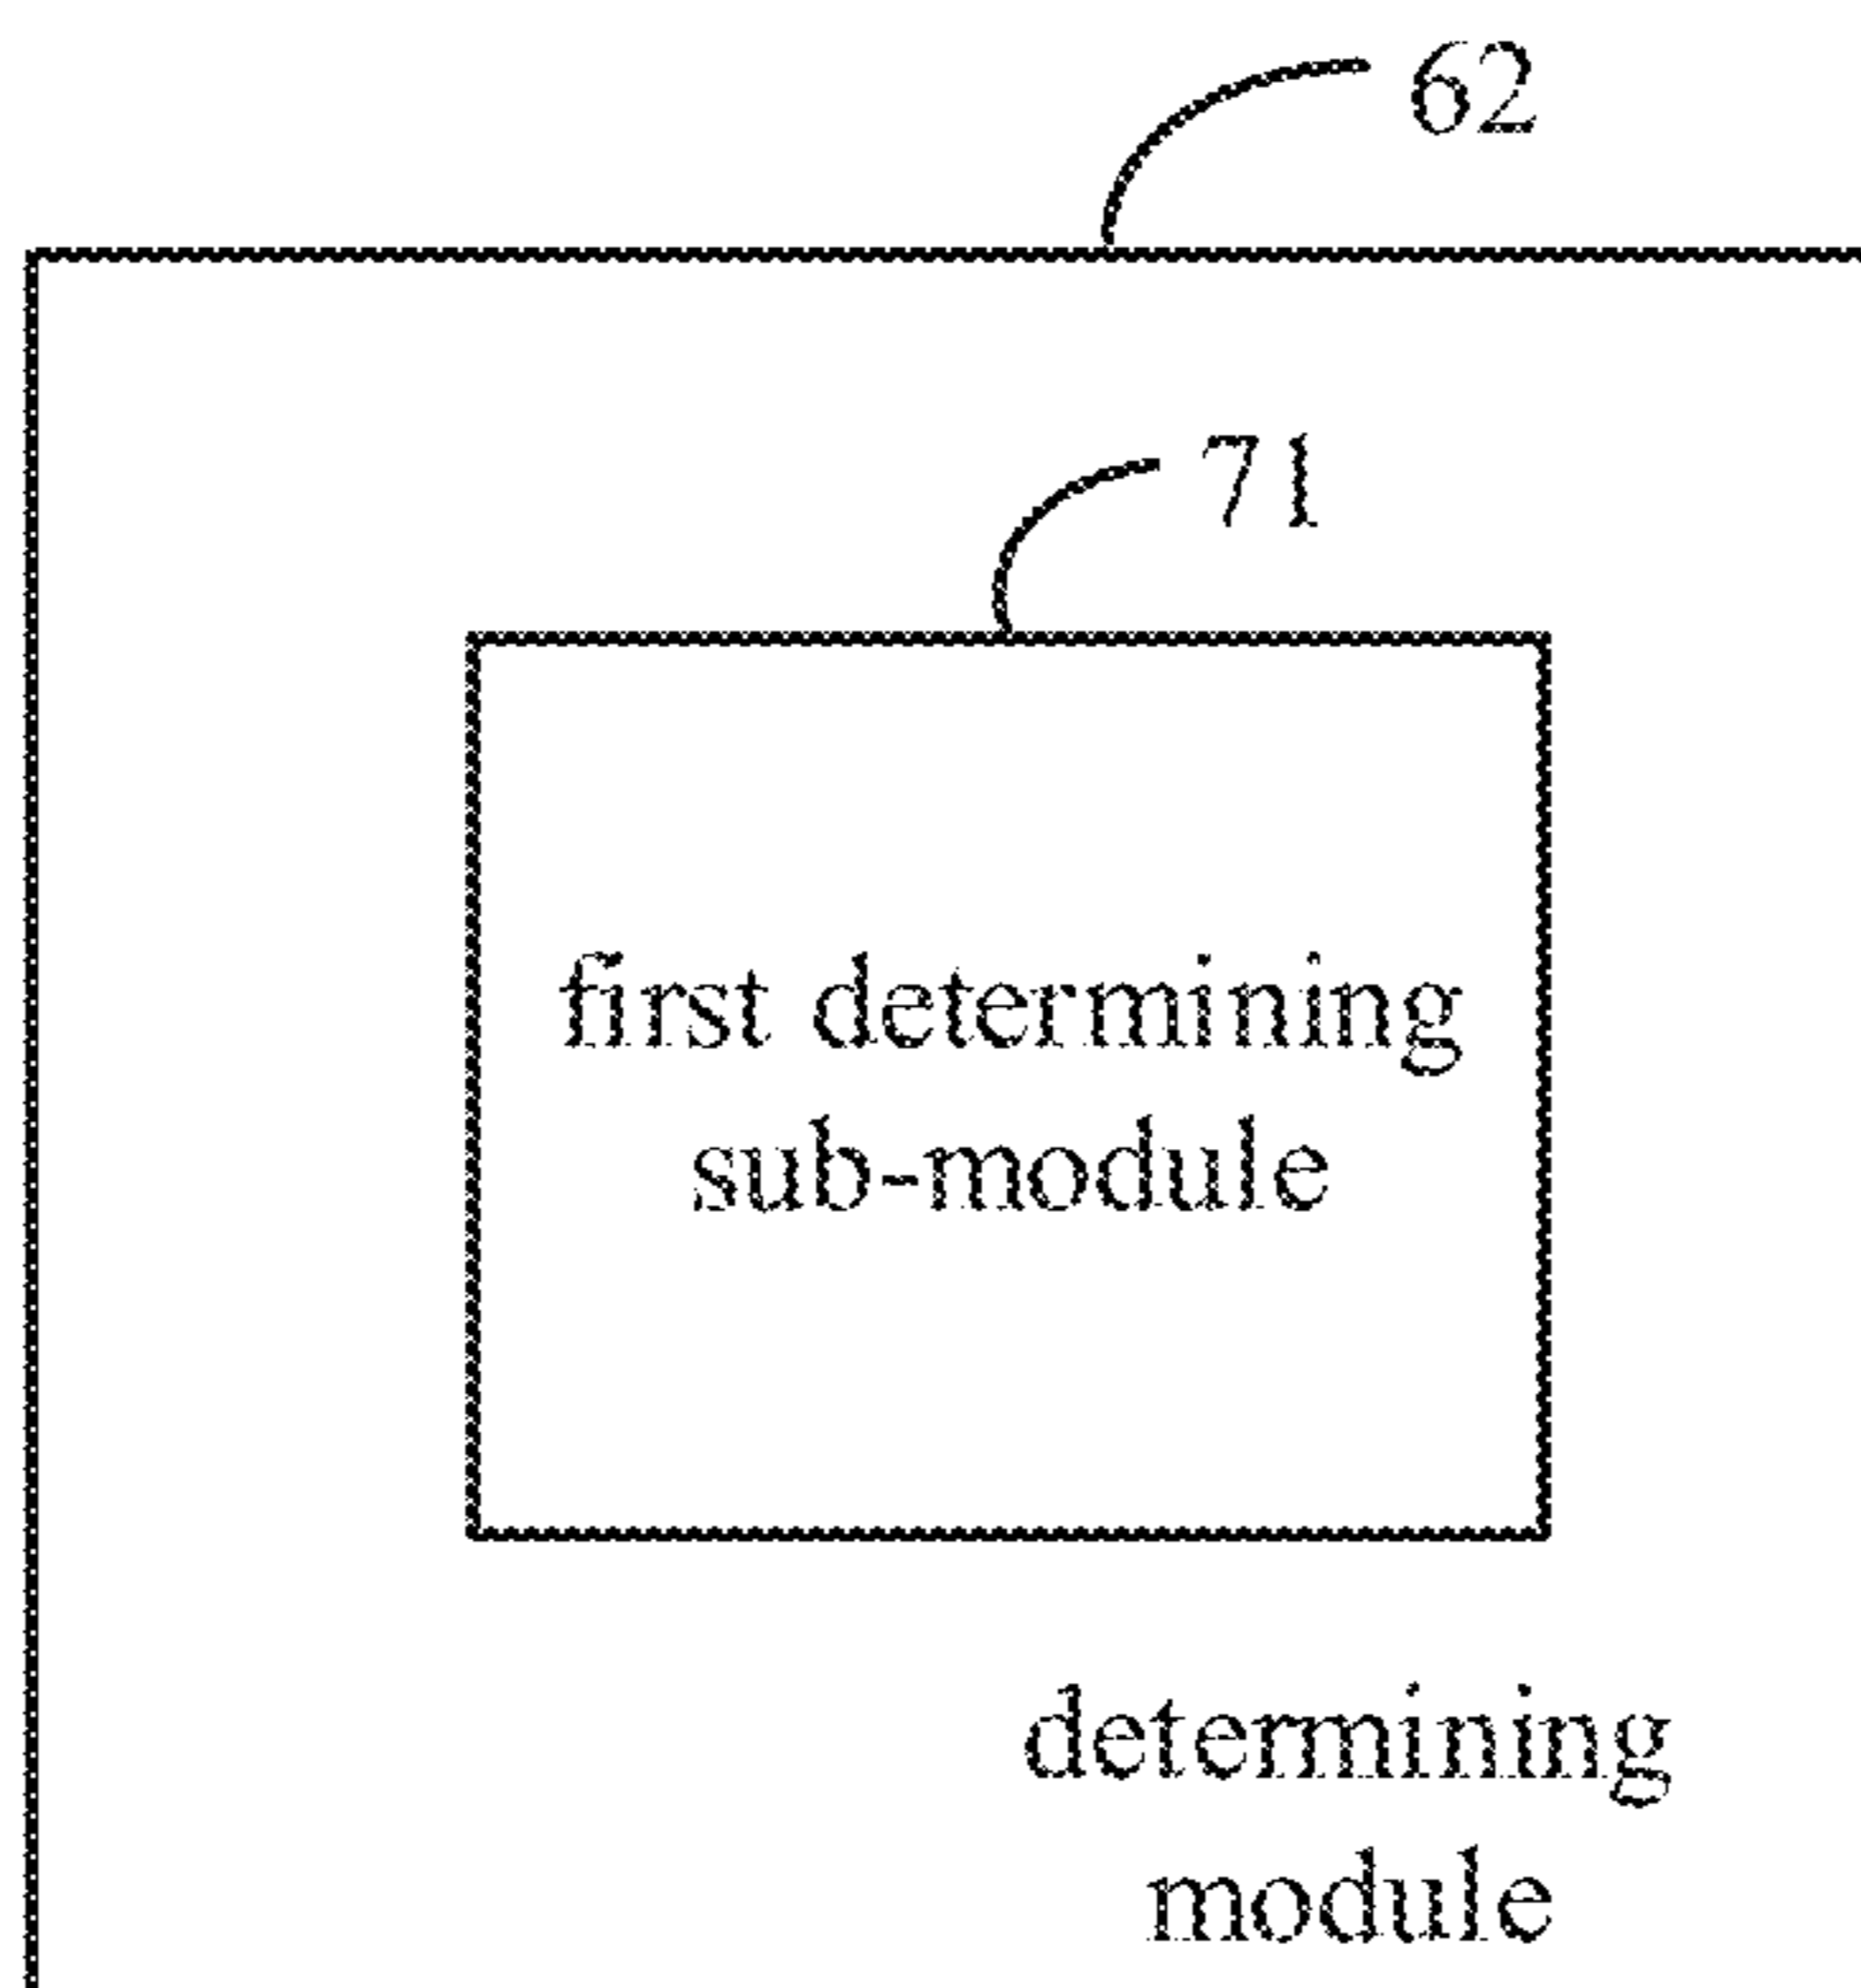 62
71
first determining
sub-module
determining
module